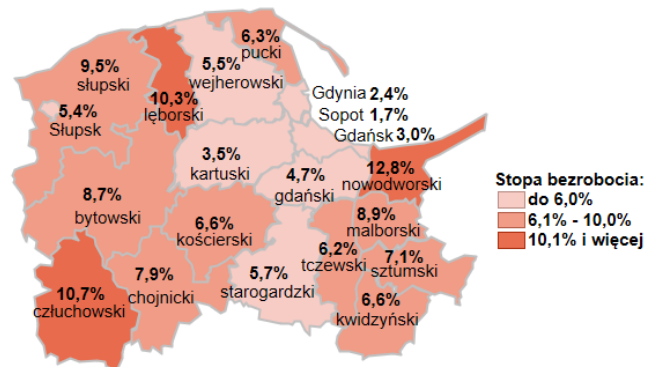 6,3%
pucki
9,5%
słupski
5,5%
wejherowski
10,3%
lęborski
5,4%
Słupsk
Gdynia 2,4%
Sopot 1,7%
Gdańsk 3,0%
3,5%
kartuski
4,7%
gdański
12,8%
nowodworski
8,7%
bytowski
6,6%
kościerski
8,9%
malborski
6,2%
tczewski
7,1%
sztumski
10,7%
człuchowski
7,9%
chojnicki
5,7%
starogardzki
6,6%
kwidzyński
Stopa bezrobocia:
do 6,0%
6,1% - 10,0%
10,1% i więcej